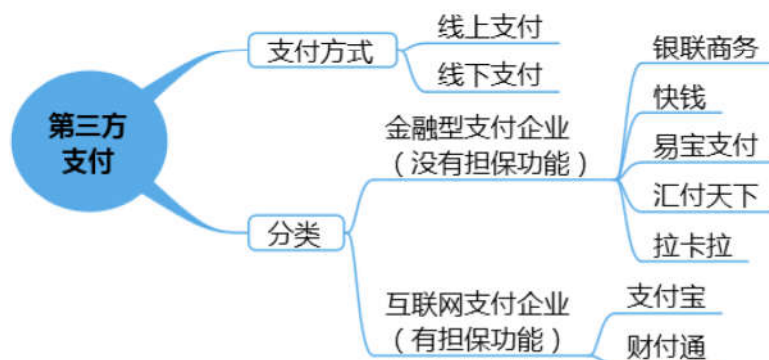 第三方
支付
支付方式
线上支付
线下支付
分类
金融型支付企业
（没有担保功能）
银联商务
快钱
易宝支付
汇付天下
拉卡拉
互联网支付企业
（有担保功能）
支付宝
财付通